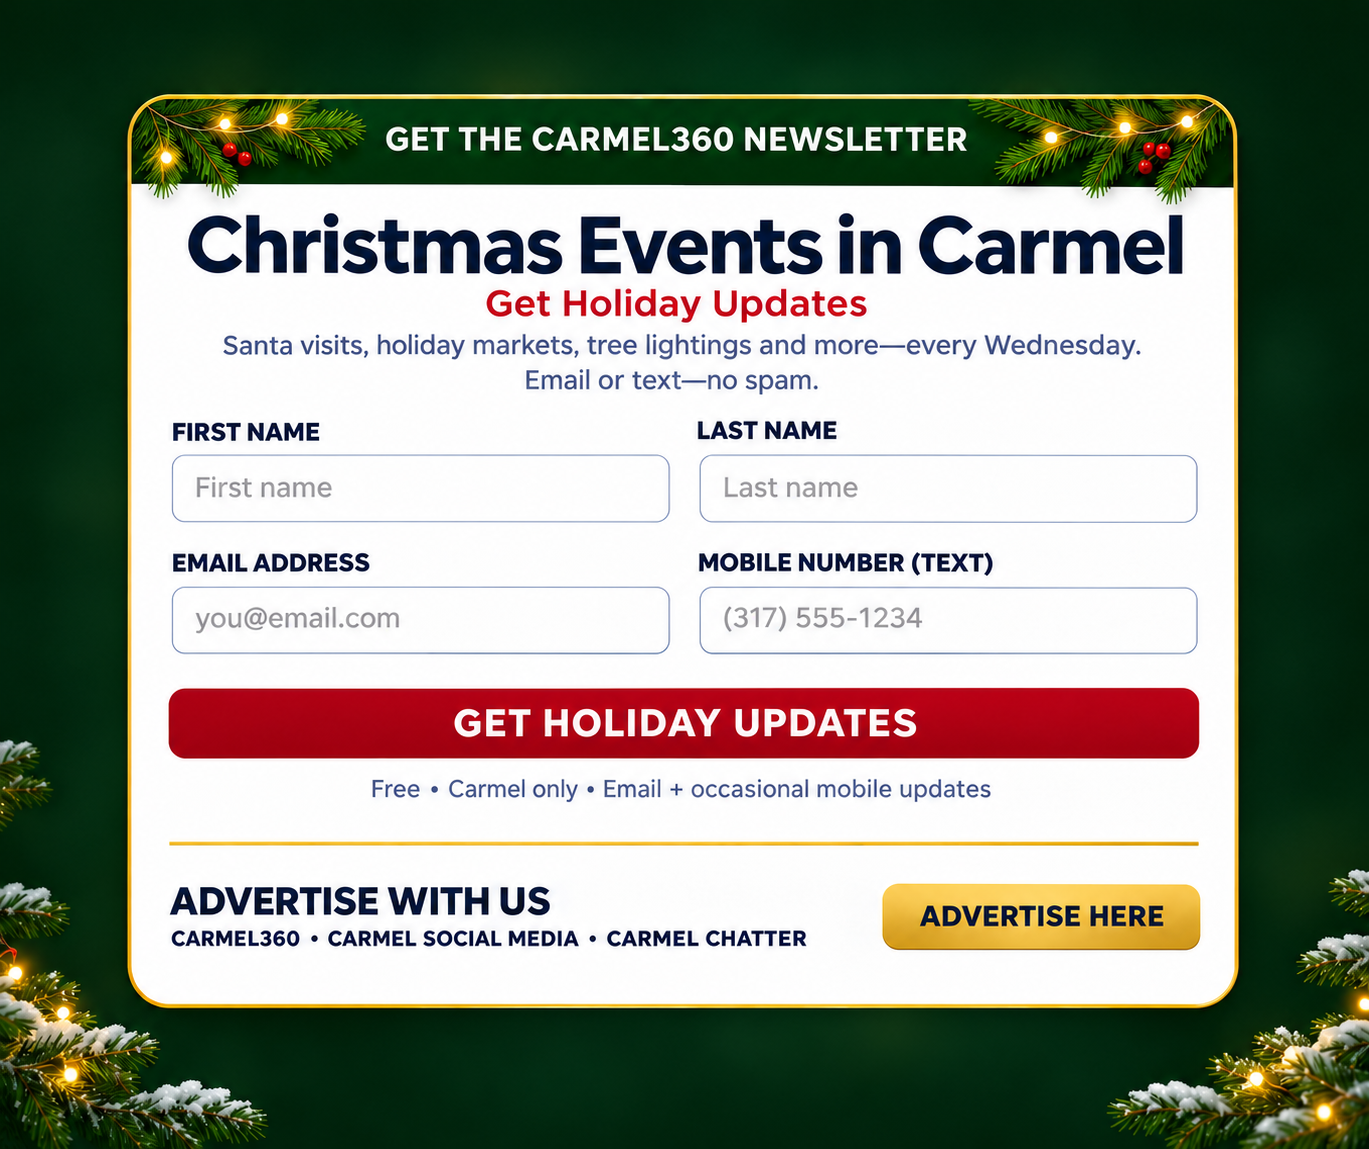 GET THE CARMEL360 NEWSLETTER
Christmas Events in Carmel
Get Holiday Updates
Santa visits, holiday markets, tree lightings and more—every Wednesday.
Email or text—no spam.
FIRST NAME
LAST NAME
First name
Last name
EMAIL ADDRESS
MOBILE NUMBER (TEXT)
you@email.com
(317) 555-1234
GET HOLIDAY UPDATES
Free • Carmel only • Email + occasional mobile updates
ADVERTISE WITH US
CARMEL360 • CARMEL SOCIAL MEDIA • CARMEL CHATTER
ADVERTISE HERE